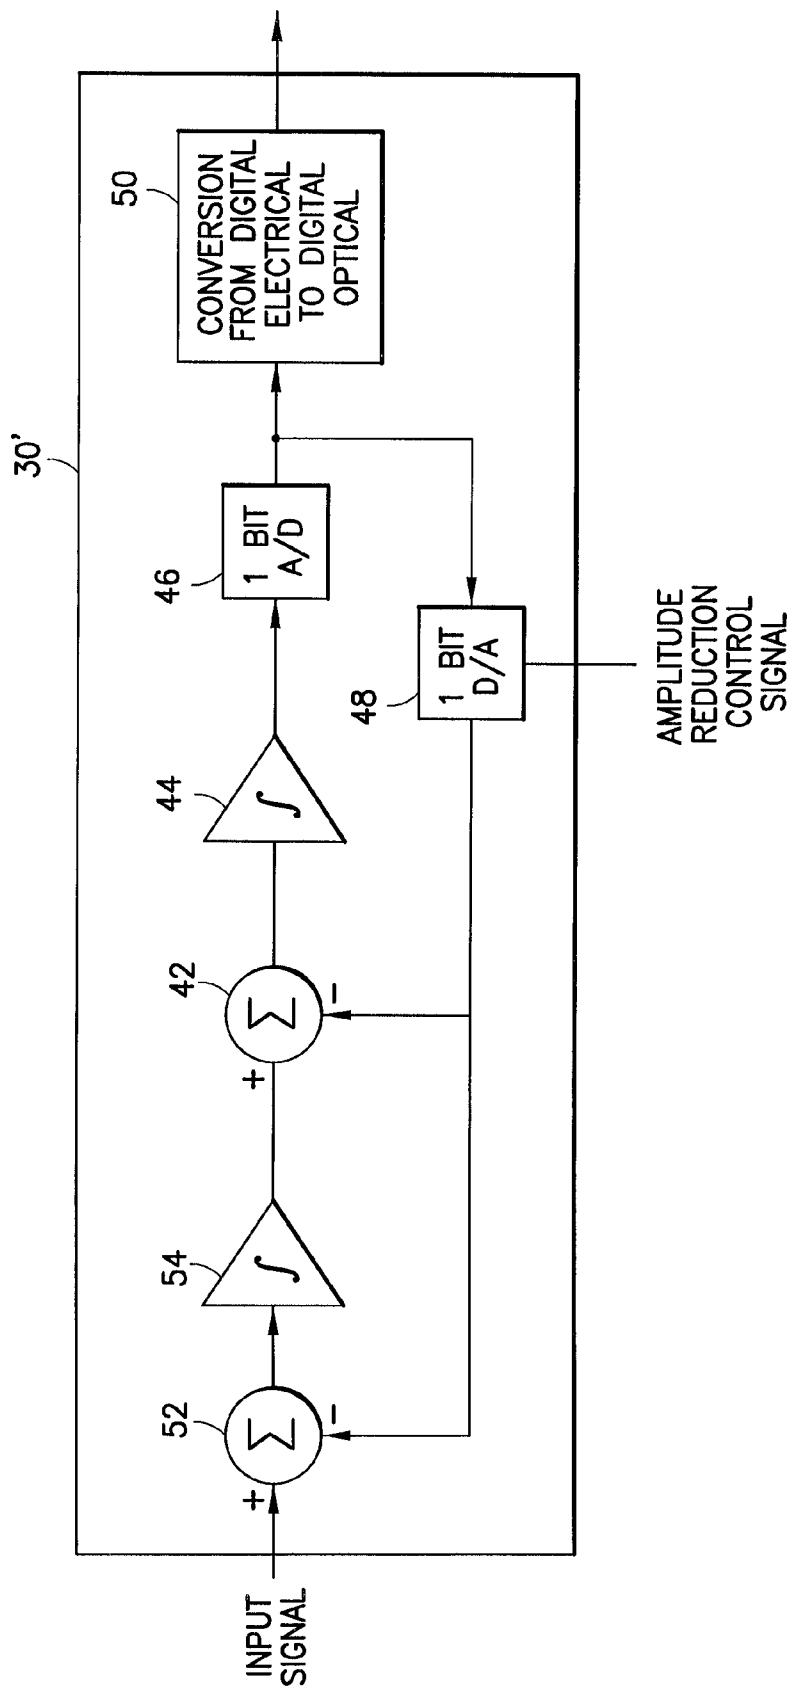 30'
50
CONVERSION
FROM DIGITAL
ELECTRICAL
TO DIGITAL
OPTICAL
46
1 BIT
A/D
48
1 BIT
D/A
AMPLITUDE
REDUCTION
CONTROL
SIGNAL
44
∫
42
Σ
+
−
54
∫
52
Σ
+
−
INPUT
SIGNAL